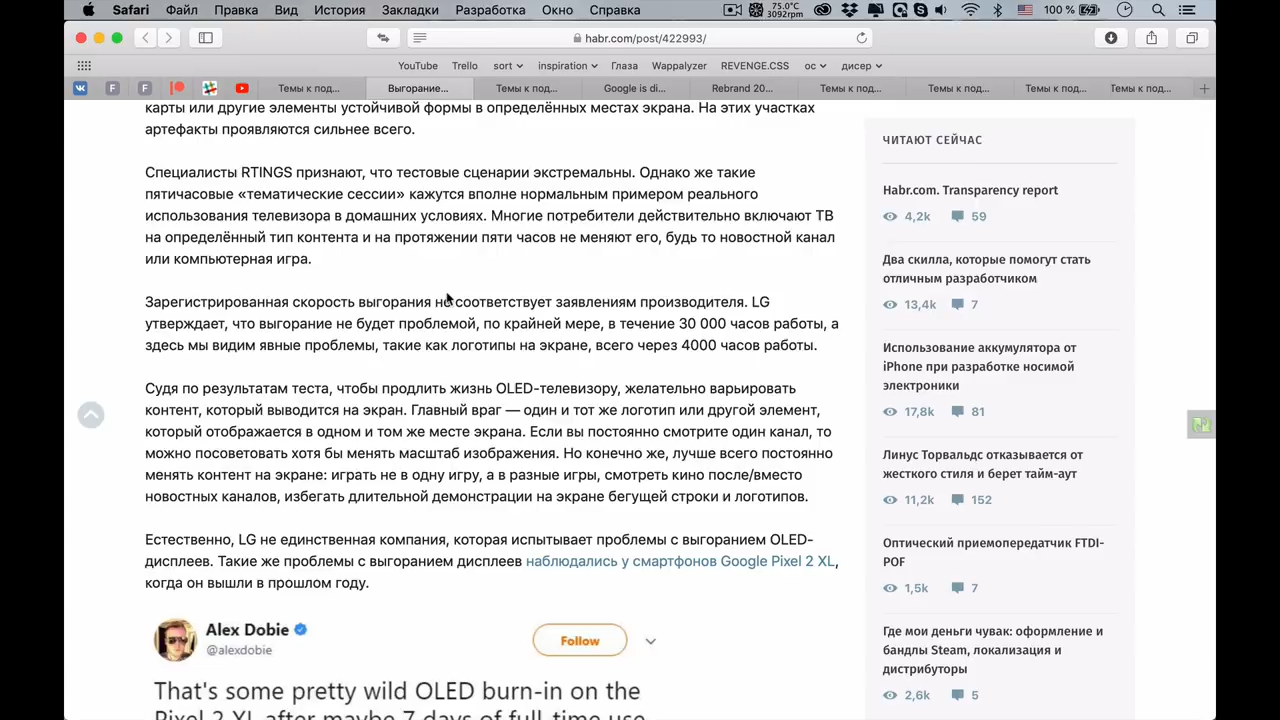 Safari Файл Правка Вид История Закладки Разработка Окно Справка 75.0°C 3092rpm 100 %
habr.com/post/422993/
YouTube Trello sort inspiration Глаза Wappalyzer REVENGE.CSS ос дисер
Темы к под... Выгорание... Темы к под... Google is di... Rebrand 20... Темы к под... Темы к под... Темы к под... Темы к под...
карты или другие элементы устойчивой формы в определённых местах экрана. На этих участках
артефакты проявляются сильнее всего.
Специалисты RTINGS признают, что тестовые сценарии экстремальны. Однако же такие
пятичасовые «тематические сессии» кажутся вполне нормальным примером реального
использования телевизора в домашних условиях. Многие потребители действительно включают ТВ
на определённый тип контента и на протяжении пяти часов не меняют его, будь то новостной канал
или компьютерная игра.
Зарегистрированная скорость выгорания не соответствует заявлениям производителя. LG
утверждает, что выгорание не будет проблемой, по крайней мере, в течение 30 000 часов работы, а
здесь мы видим явные проблемы, такие как логотипы на экране, всего через 4000 часов работы.
Судя по результатам теста, чтобы продлить жизнь OLED-телевизору, желательно варьировать
контент, который выводится на экран. Главный враг — один и тот же логотип или другой элемент,
который отображается в одном и том же месте экрана. Если вы постоянно смотрите один канал, то
можно посоветовать хотя бы менять масштаб изображения. Но конечно же, лучше всего постоянно
менять контент на экране: играть не в одну игру, а в разные игры, смотреть кино после/вместо
новостных каналов, избегать длительной демонстрации на экране бегущей строки и логотипов.
Естественно, LG не единственная компания, которая испытывает проблемы с выгоранием OLED-
дисплеев. Такие же проблемы с выгоранием дисплеев наблюдались у смартфонов Google Pixel 2 XL,
когда он вышли в прошлом году.
Alex Dobie
@alexdobie
Follow
That's some pretty wild OLED burn-in on the
Pixel 2 XL after maybe 7 days of full-time use
ЧИТАЮТ СЕЙЧАС
Habr.com. Transparency report
4,2k 59
Два скилла, которые помогут стать
отличным разработчиком
13,4k 7
Использование аккумулятора от
iPhone при разработке носимой
электроники
17,8k 81
Линус Торвальдс отказывается от
жесткого стиля и берет тайм-аут
11,2k 152
Оптический приемопередатчик FTDI-
POF
1,5k 7
Где мои деньги чувак: оформление и
бандлы Steam, локализация и
дистрибуторы
2,6k 5